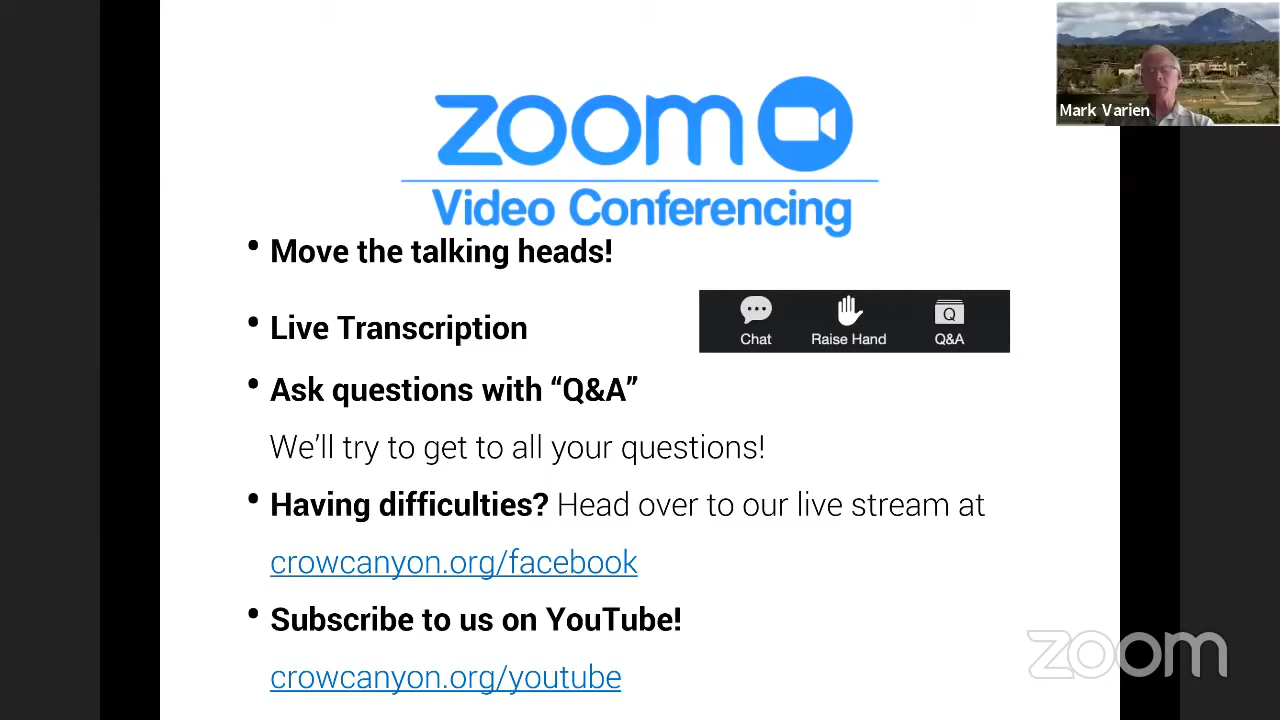 zoom
Video Conferencing
Mark Varien
• Move the talking heads!
• Live Transcription
Chat Raise Hand Q&A
Q
• Ask questions with “Q&A”
We’ll try to get to all your questions!
• Having difficulties? Head over to our live stream at
crowcanyon.org/facebook
• Subscribe to us on YouTube!
crowcanyon.org/youtube
zoom